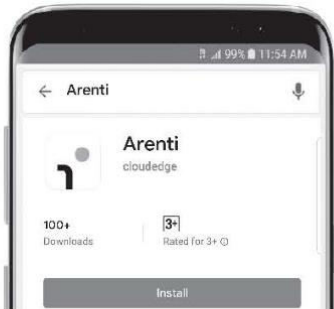 99% 11:54 AM
Arenti
Arenti
cloudedge
100+
3+
Downloads
Rated for 3+
Install